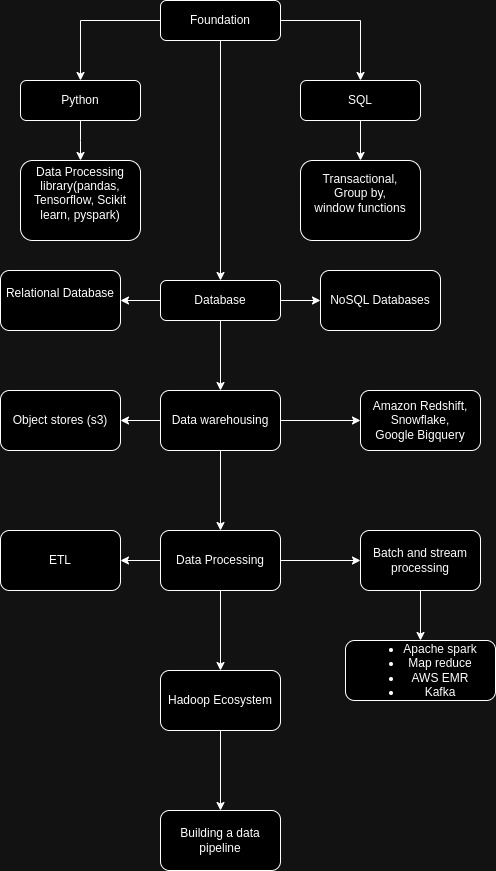 Foundation
Python
SQL
Data Processing
library(pandas,
Tensorflow, Scikit
learn, pyspark)
Transactional,
Group by,
window functions
Relational Database
Database
NoSQL Databases
Object stores (s3)
Data warehousing
Amazon Redshift,
Snowflake,
Google Bigquery
ETL
Data Processing
Batch and stream
processing
• Apache spark
• Map reduce
• AWS EMR
• Kafka
Hadoop Ecosystem
Building a data
pipeline